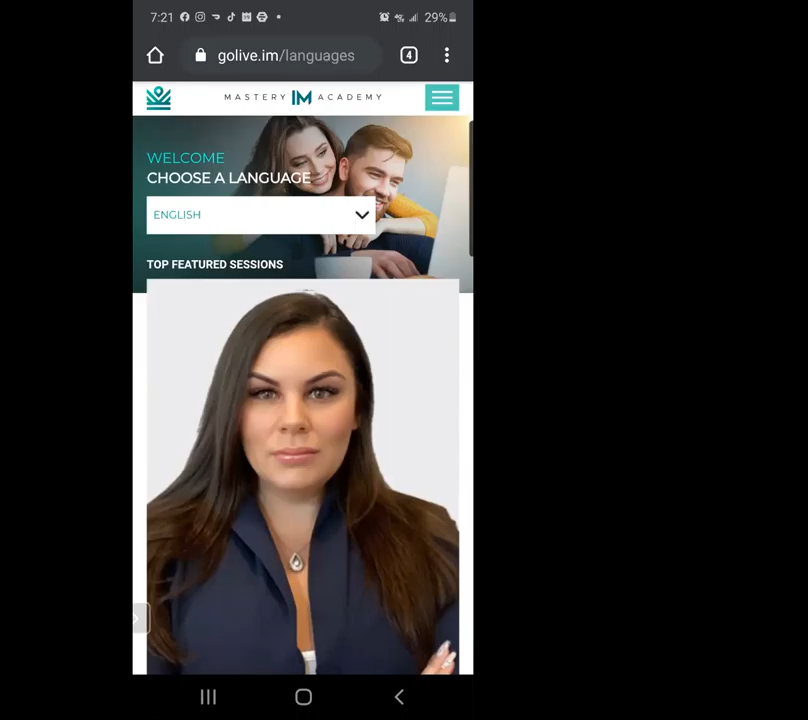 7:21
29%
golive.im/languages
4
MASTERY IM ACADEMY
WELCOME
CHOOSE A LANGUAGE
ENGLISH
TOP FEATURED SESSIONS